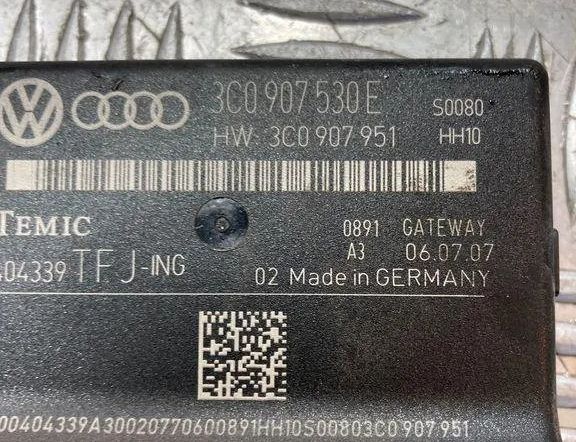 3C0 907 530 E S0080
HW: 3C0 907 951 HH10
TEMIC 0891 GATEWAY
404339 TFJ-ING A3 06.07.07
02 Made in GERMANY
00404339A30020770600891HH10S00803C0 907 951